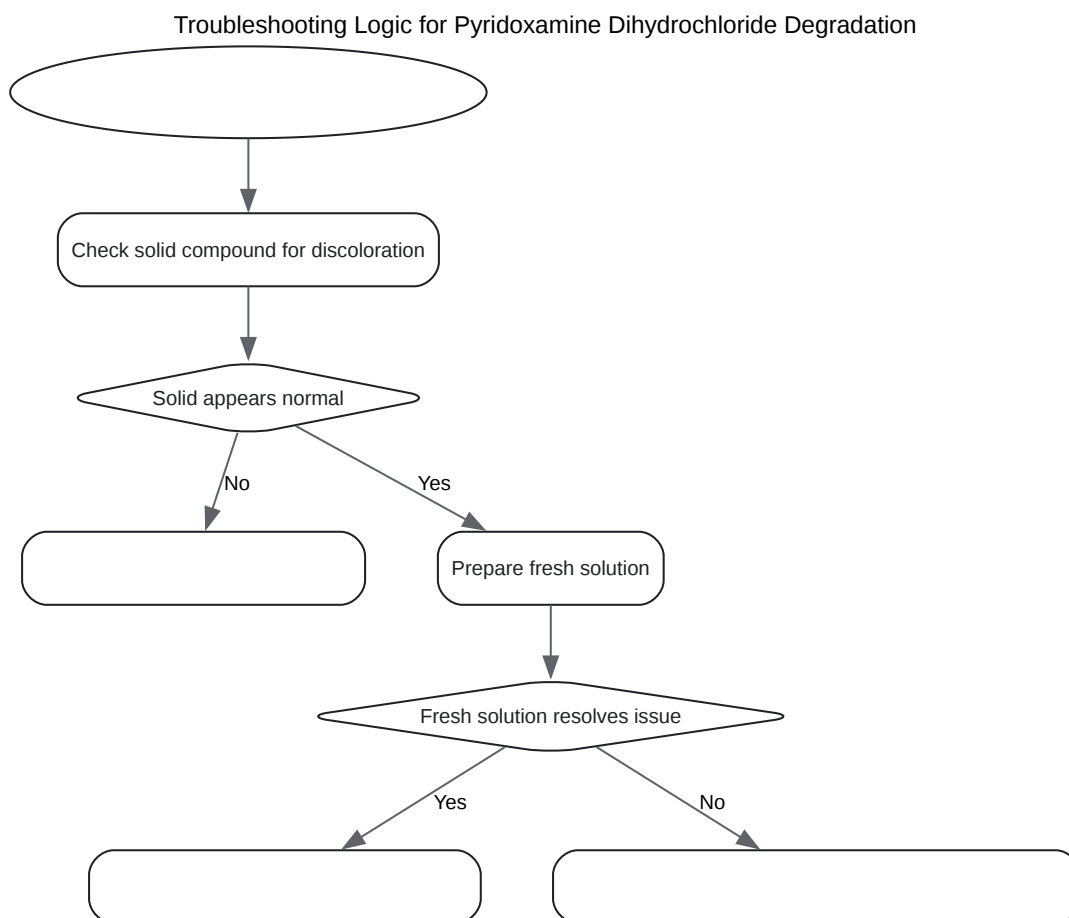 Troubleshooting Logic for Pyridoxamine Dihydrochloride Degradation
Check solid compound for discoloration
Solid appears normal
No
Yes
Prepare fresh solution
Fresh solution resolves issue
Yes
No